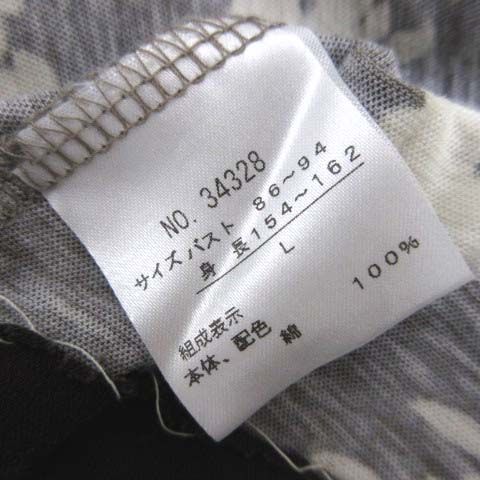 NO. 34328
サイズ バスト 86～94
身 長 154～162
L
組成表示
本体、配色 綿 100%